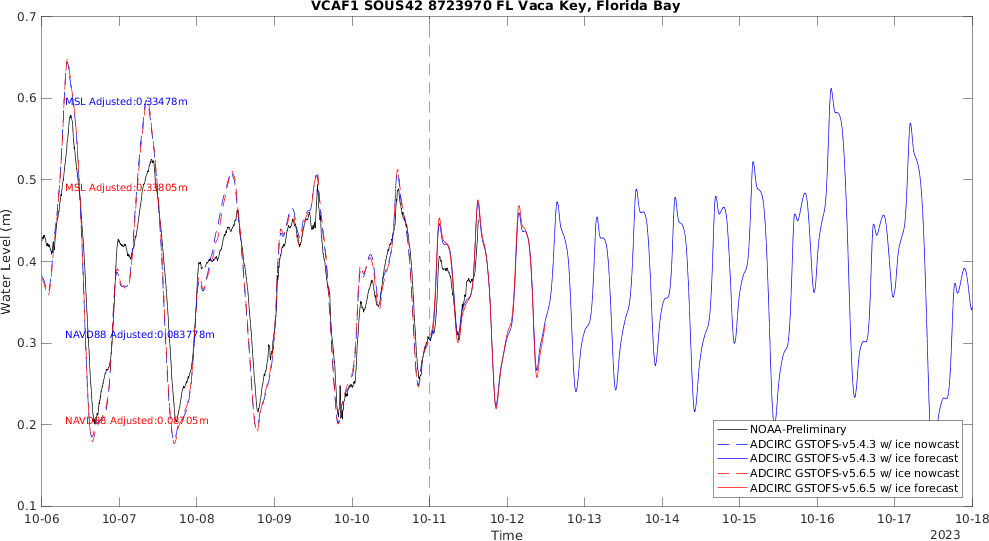 VCAF1 SOUS42 8723970 FL Vaca Key, Florida Bay
Water Level (m)
0.7
0.6
0.5
0.4
0.3
0.2
0.1
MSL Adjusted:0.33478m
MSL Adjusted:0.33805m
NAVD88 Adjusted:0.083778m
NAVD88 Adjusted:0.08705m
NOAA-Preliminary
ADCIRC GSTOFS-v5.4.3 w/ ice nowcast
ADCIRC GSTOFS-v5.4.3 w/ ice forecast
ADCIRC GSTOFS-v5.6.5 w/ ice nowcast
ADCIRC GSTOFS-v5.6.5 w/ ice forecast
10-06 10-07 10-08 10-09 10-10 10-11 10-12 10-13 10-14 10-15 10-16 10-17 10-18
Time
2023